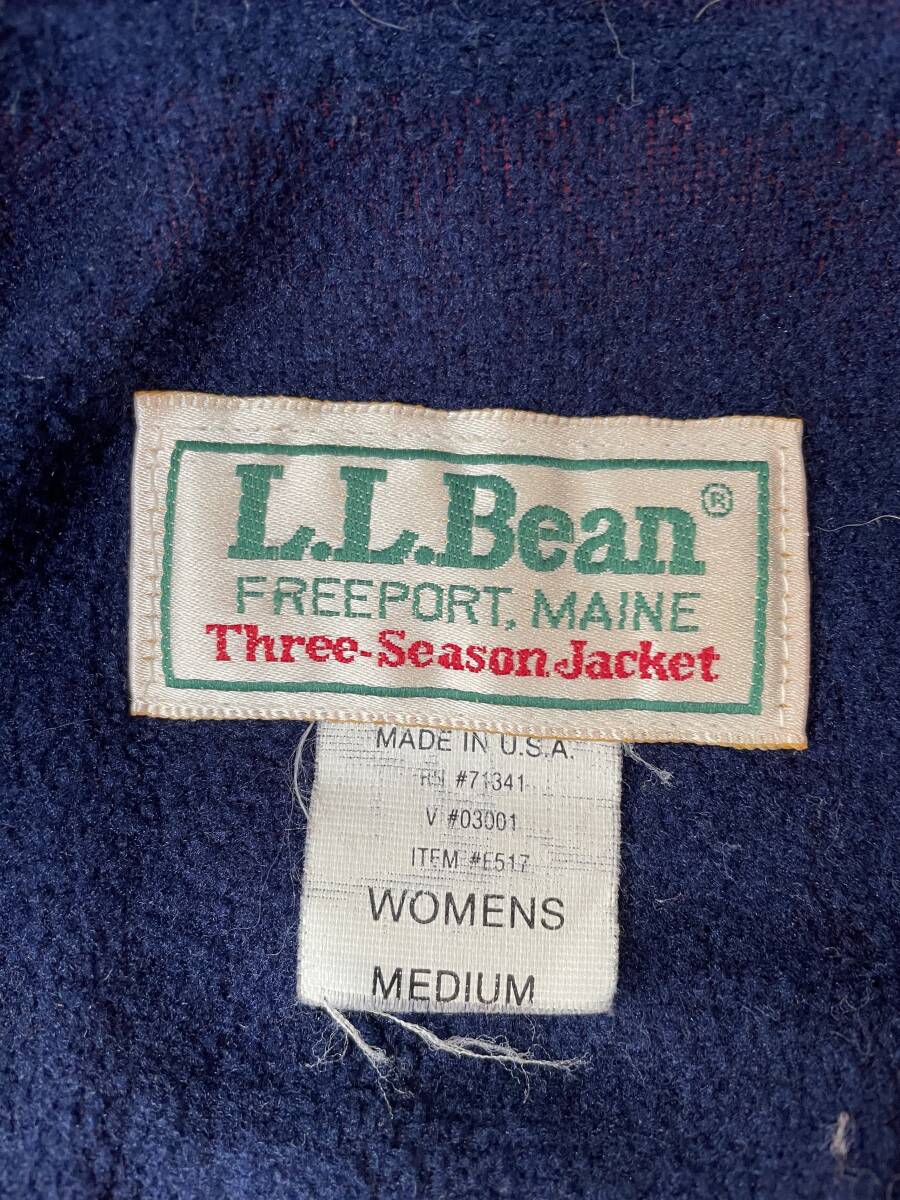 L.L.Bean®
FREEPORT, MAINE
Three-Season Jacket
MADE IN U.S.A.
RN #71341
V #03001
ITEM #E517
WOMENS
MEDIUM